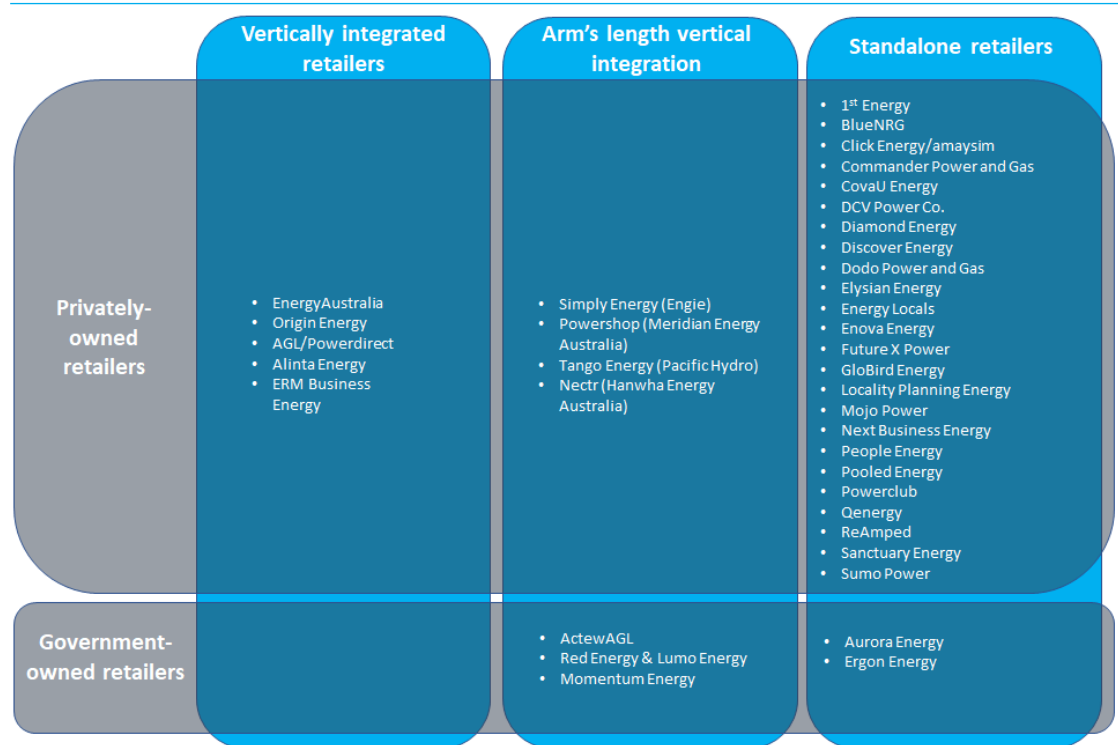 Vertically integrated
retailers
Arm's length vertical
integration
Standalone retailers
Privately-
owned
retailers
• EnergyAustralia
• Origin Energy
• AGL/Powerdirect
• Alinta Energy
• ERM Business
Energy
• Simply Energy (Engie)
• Powershop (Meridian Energy
Australia)
• Tango Energy (Pacific Hydro)
• Nectr (Hanwha Energy
Australia)
• 1st Energy
• BlueNRG
• Click Energy/amaysim
• Commander Power and Gas
• CovaU Energy
• DCV Power Co.
• Diamond Energy
• Discover Energy
• Dodo Power and Gas
• Elysian Energy
• Energy Locals
• Enova Energy
• Future X Power
• GloBird Energy
• Locality Planning Energy
• Mojo Power
• Next Business Energy
• People Energy
• Pooled Energy
• Powerclub
• Qenergy
• ReAmped
• Sanctuary Energy
• Sumo Power
Government-
owned retailers
• ActewAGL
• Red Energy & Lumo Energy
• Momentum Energy
• Aurora Energy
• Ergon Energy